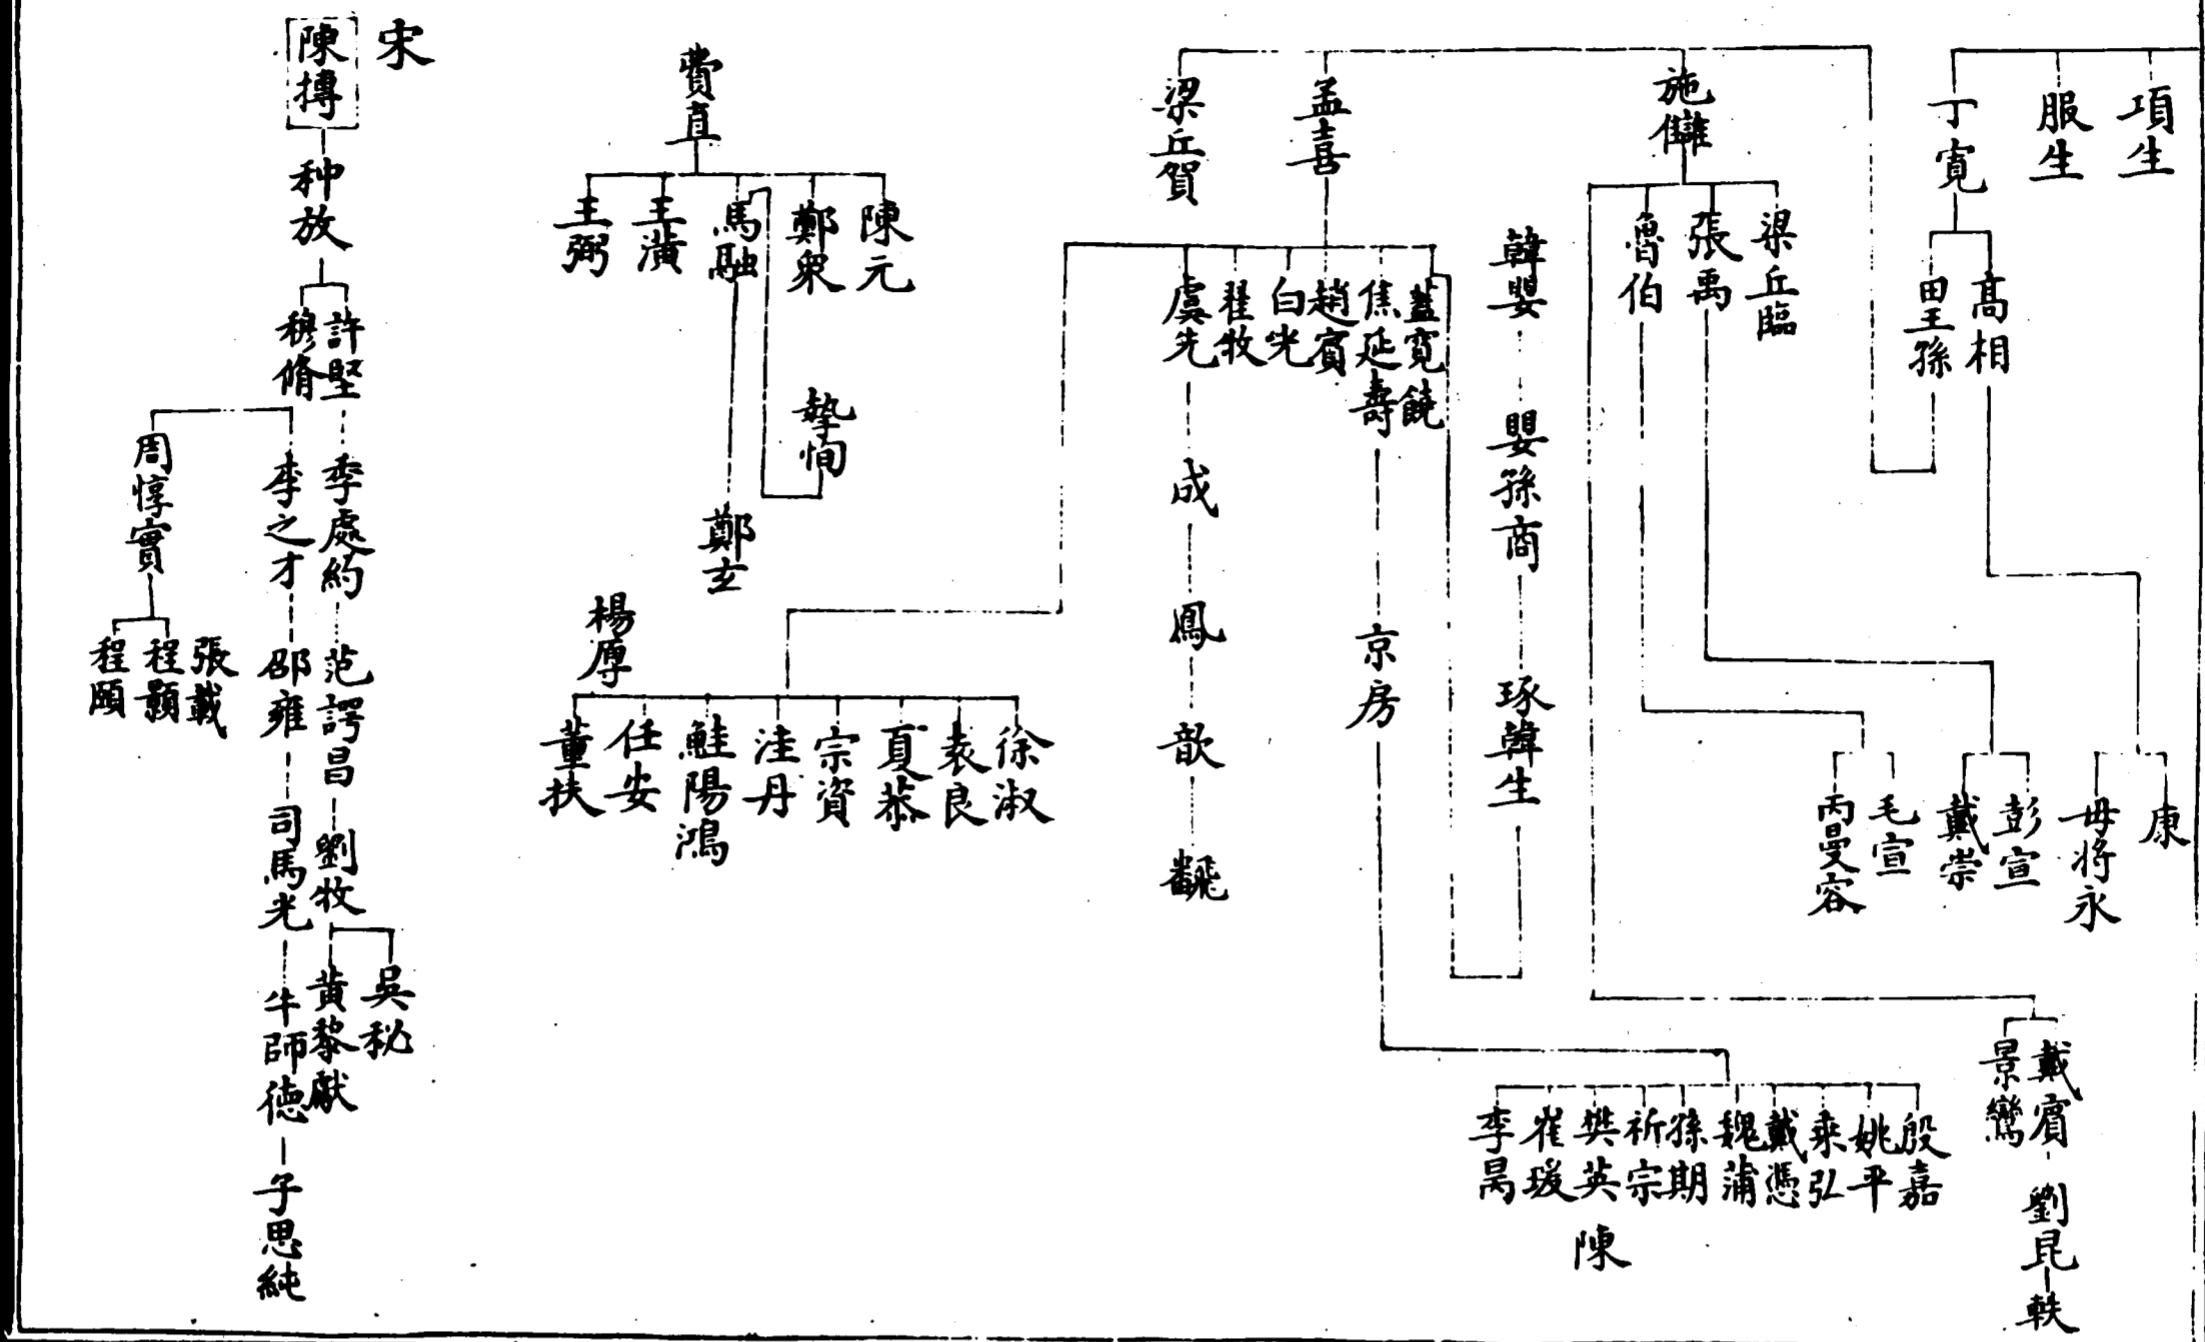 項生
服生
丁寬
高相
田王孫
康
毋將永
施讎
梁丘臨
張禹
魯伯
彭宣
戴崇
毛宣
丙曼容
戴賓
景鸞
劉昆
軼
孟喜
梁丘賀
韓嬰
嬰孫商
琢韓生
蓋寬饒
焦延壽
趙賓
白光
翟牧
虞先
成
鳳
歆
飜
京房
殷嘉
姚平
乘弘
戴憑
魏蒲
孫期
祈宗
樊英
崔瑗
李昺
陳
徐淑
袁良
夏恭
宗資
洼丹
鮭陽鴻
任安
董扶
楊厚
費直
陳元
鄭衆
馬融
王潢
王弼
摯恂
鄭玄
宋
陳摶
种放
許堅
穆脩
李處約
范諤昌
劉牧
吳秘
黃黎獻
李之才
邵雍
司馬光
牛師德
子思純
周惇實
張載
程顥
程頤